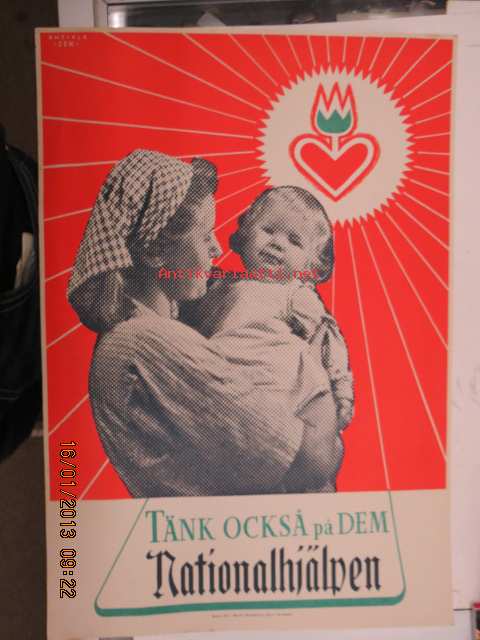 TÄNK OCKSÅ på DEM
Nationalhjälpen
Antikvariaatti.net
16/01/2013 09:22